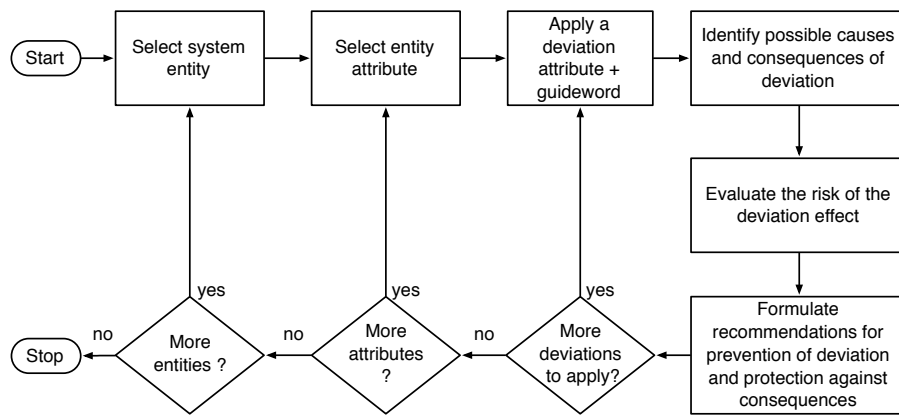 Start
Select system
entity
Select entity
attribute
Apply a
deviation
attribute +
guideword
Identify possible causes
and consequences of
deviation
Evaluate the risk of the
deviation effect
Formulate
recommendations for
prevention of deviation
and protection against
consequences
More
deviations
to apply?
yes
no
More
attributes
?
yes
no
More
entities ?
yes
no
Stop